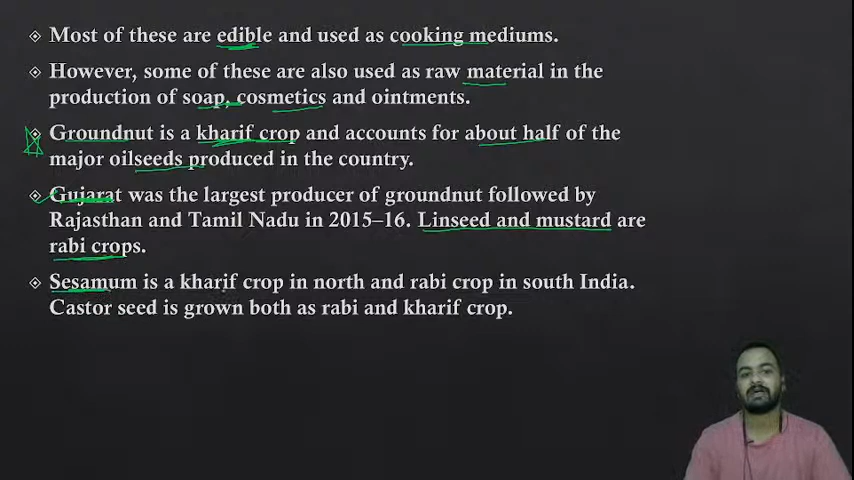 Most of these are edible and used as cooking mediums.
However, some of these are also used as raw material in the
production of soap, cosmetics and ointments.
Groundnut is a kharif crop and accounts for about half of the
major oilseeds produced in the country.
Gujarat was the largest producer of groundnut followed by
Rajasthan and Tamil Nadu in 2015–16. Linseed and mustard are
rabi crops.
Sesamum is a kharif crop in north and rabi crop in south India.
Castor seed is grown both as rabi and kharif crop.